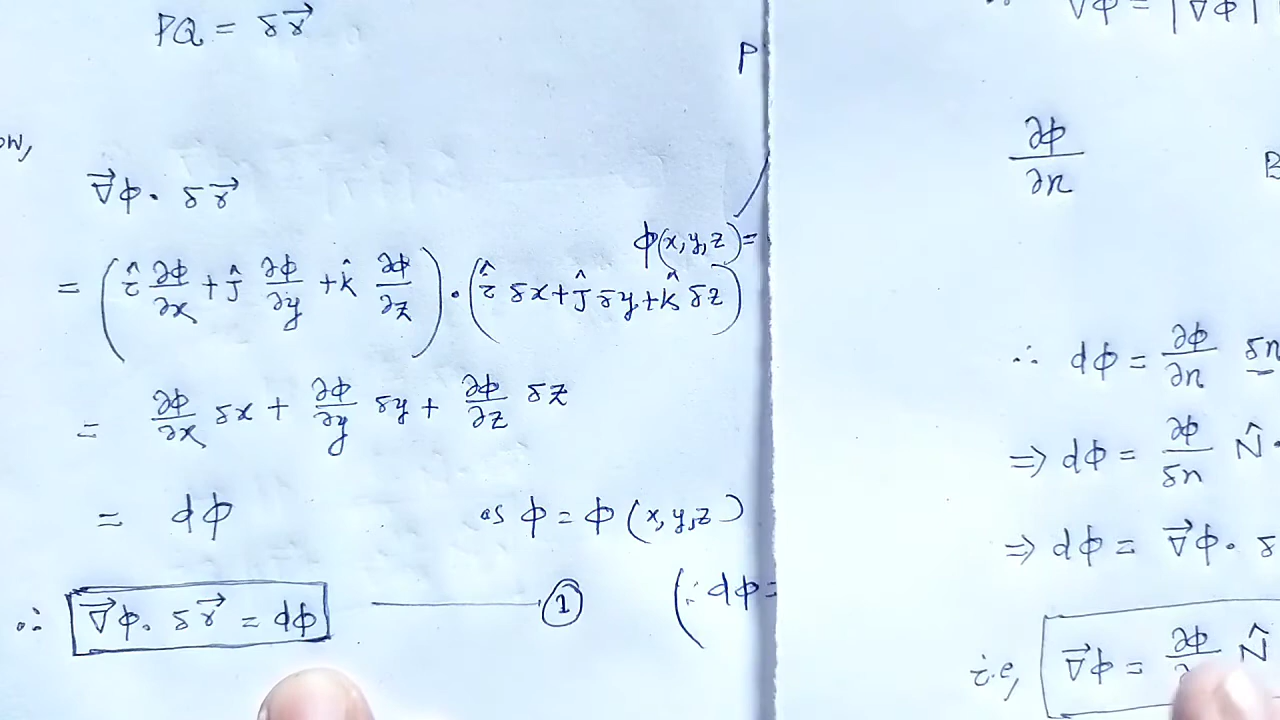 PQ = δr⃗
P
ow,
∇⃗φ · δr⃗
φ(x,y,z)=
= (î ∂φ/∂x + ĵ ∂φ/∂y + k̂ ∂φ/∂z) · (î δx + ĵ δy + k̂ δz)
= ∂φ/∂x δx + ∂φ/∂y δy + ∂φ/∂z δz
= dφ as φ = φ (x,y,z)
∴ ∇⃗φ · δr⃗ = dφ ——— ① (∵ dφ =
∇φ = |∇φ|
∂φ/∂n
∴ dφ = ∂φ/∂n δn
⇒ dφ = ∂φ/δn N̂ ·
⇒ dφ = ∇⃗φ · δ
i.e, ∇⃗φ = ∂φ/∂ N̂